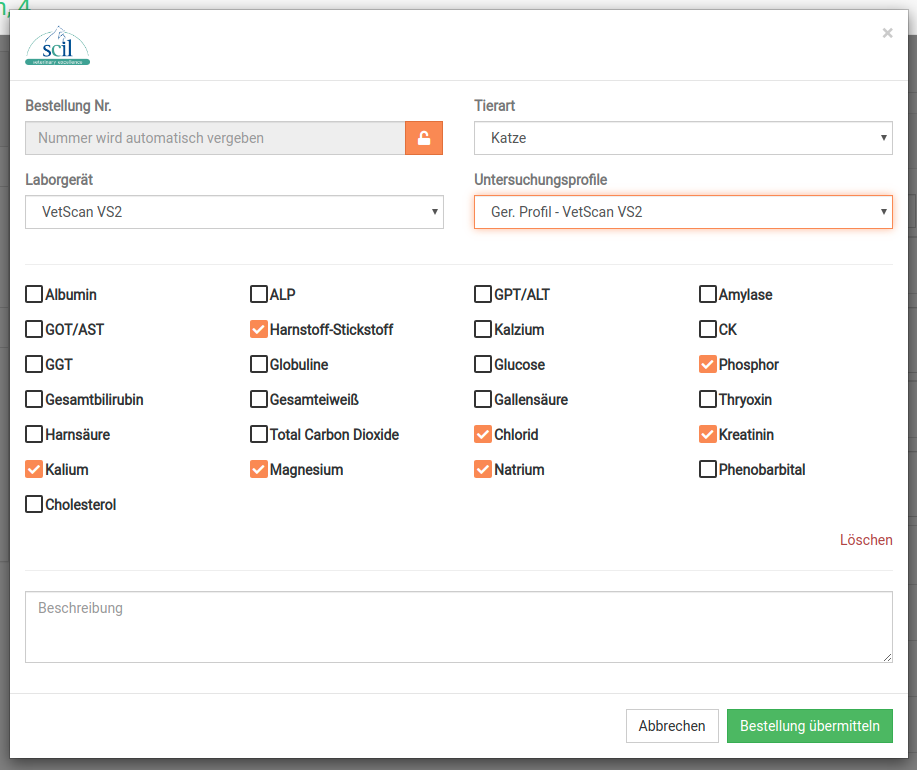 n, 4
scil
veterinary excellence
×
Bestellung Nr.
Tierart
Nummer wird automatisch vergeben
Katze
Laborgerät
Untersuchungsprofile
VetScan VS2
Ger. Profil - VetScan VS2
Albumin
ALP
GPT/ALT
Amylase
GOT/AST
Harnstoff-Stickstoff
Kalzium
CK
GGT
Globuline
Glucose
Phosphor
Gesamtbilirubin
Gesamteiweiß
Gallensäure
Thryoxin
Harnsäure
Total Carbon Dioxide
Chlorid
Kreatinin
Kalium
Magnesium
Natrium
Phenobarbital
Cholesterol
Löschen
Beschreibung
Abbrechen
Bestellung übermitteln